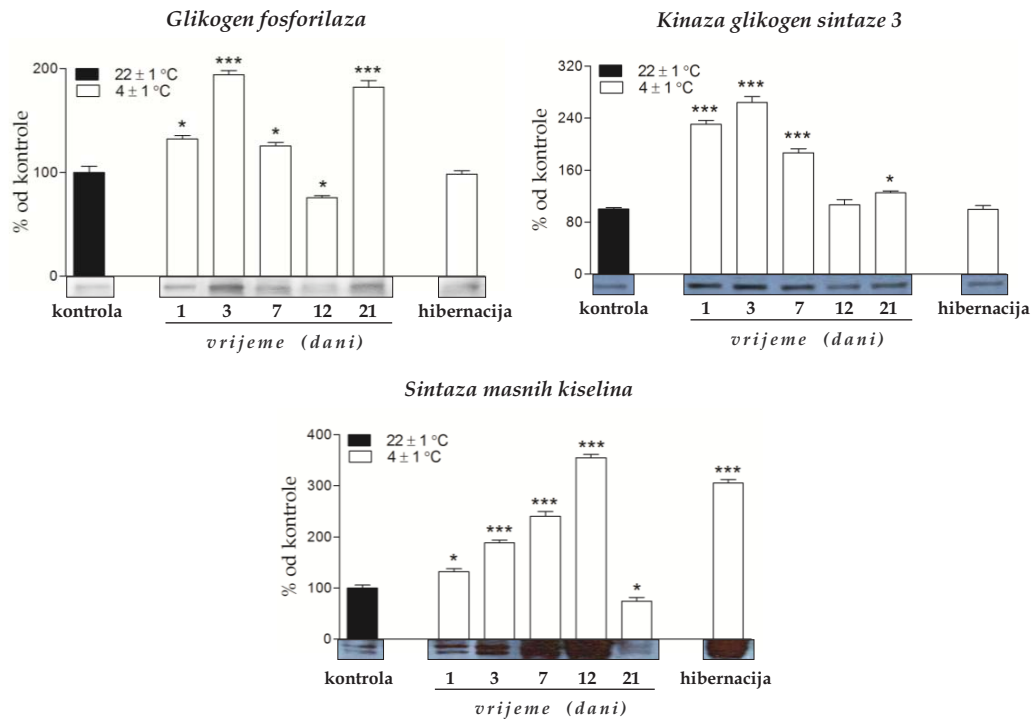 Glikogen fosforilaza
% od kontrole
200
100
0
22 ± 1 °C
4 ± 1 °C
*
***
*
*
***
kontrola
1 3 7 12 21
hibernacija
vrijeme (dani)
Kinaza glikogen sintaze 3
% od kontrole
320
240
160
80
0
22 ± 1 °C
4 ± 1 °C
***
***
***
*
kontrola
1 3 7 12 21
hibernacija
vrijeme (dani)
Sintaza masnih kiselina
% od kontrole
400
300
200
100
0
22 ± 1 °C
4 ± 1 °C
*
***
***
***
*
***
kontrola
1 3 7 12 21
hibernacija
vrijeme (dani)